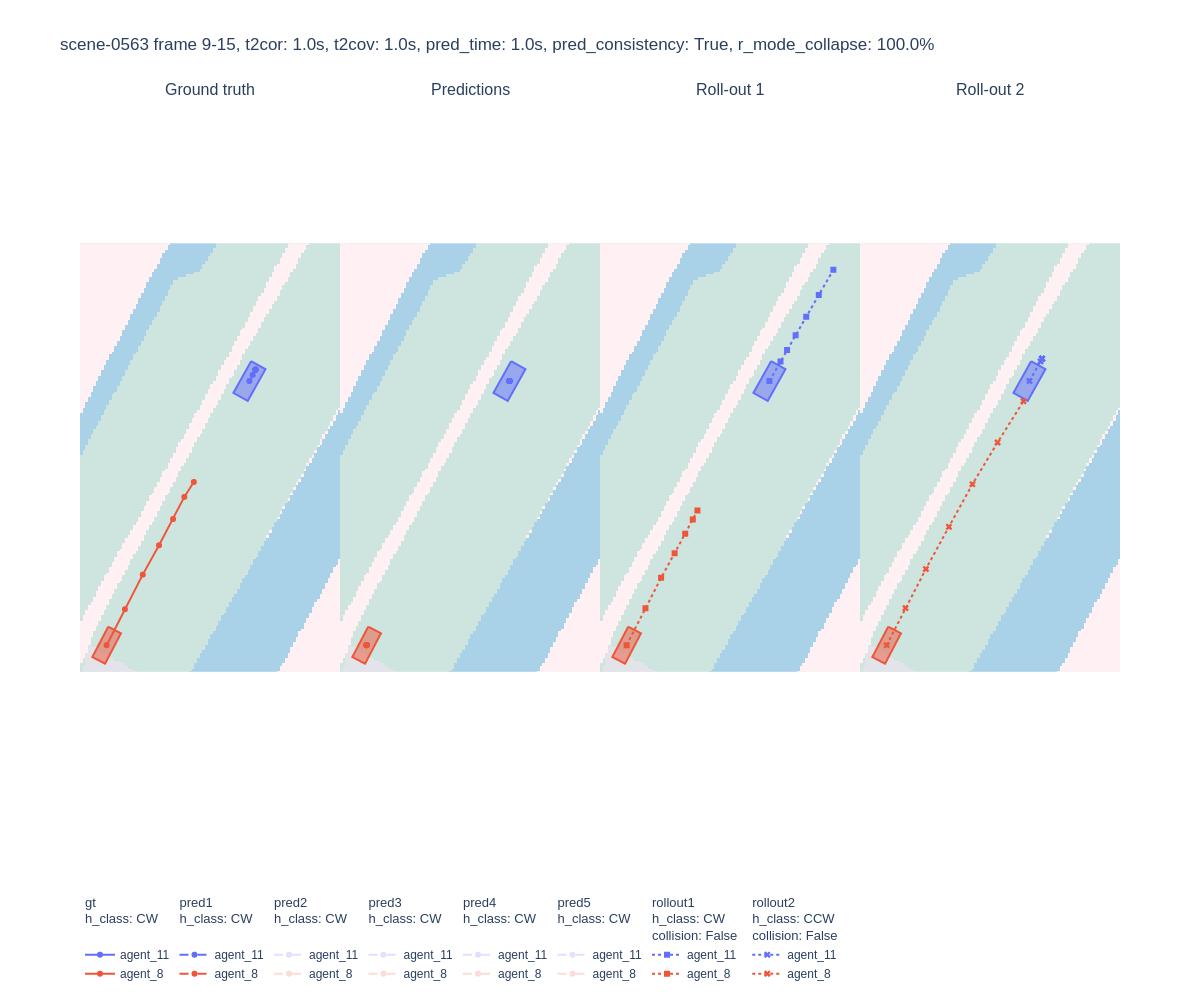 scene-0563 frame 9-15, t2cor: 1.0s, t2cov: 1.0s, pred_time: 1.0s, pred_consistency: True, r_mode_collapse: 100.0%
Ground truth
Predictions
Roll-out 1
Roll-out 2
gt
h_class: CW
agent_11
agent_8
pred1
h_class: CW
agent_11
agent_8
pred2
h_class: CW
agent_11
agent_8
pred3
h_class: CW
agent_11
agent_8
pred4
h_class: CW
agent_11
agent_8
pred5
h_class: CW
agent_11
agent_8
rollout1
h_class: CW
collision: False
agent_11
agent_8
rollout2
h_class: CCW
collision: False
agent_11
agent_8